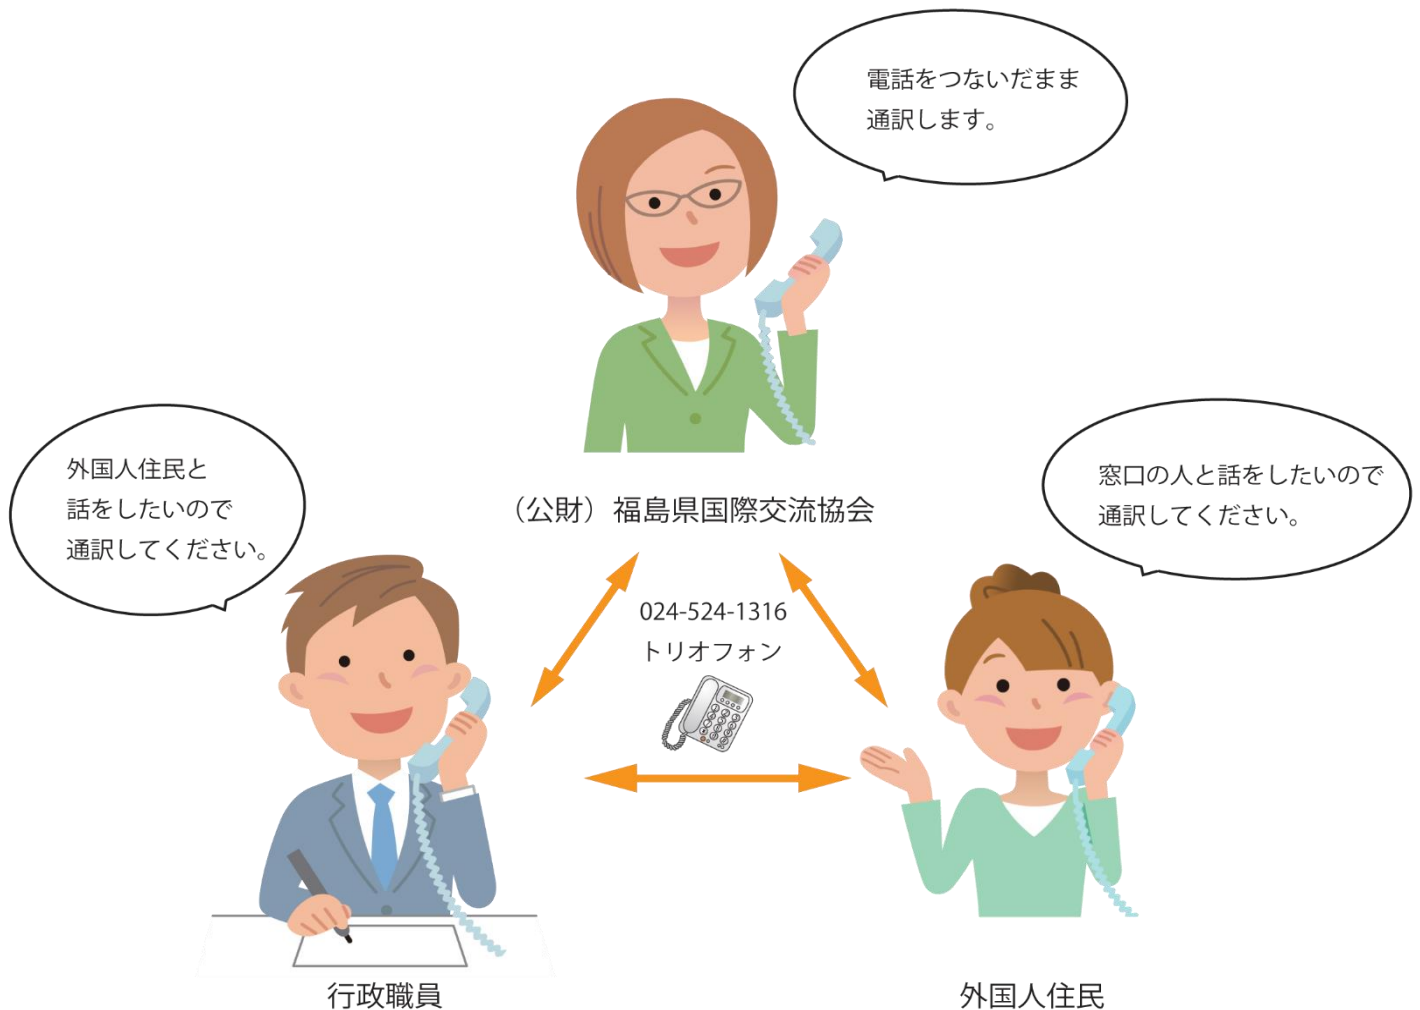 電話をつないだまま
通訳します。
（公財）福島県国際交流協会
外国人住民と
話をしたいので
通訳してください。
窓口の人と話をしたいので
通訳してください。
024-524-1316
トリオフォン
行政職員
外国人住民